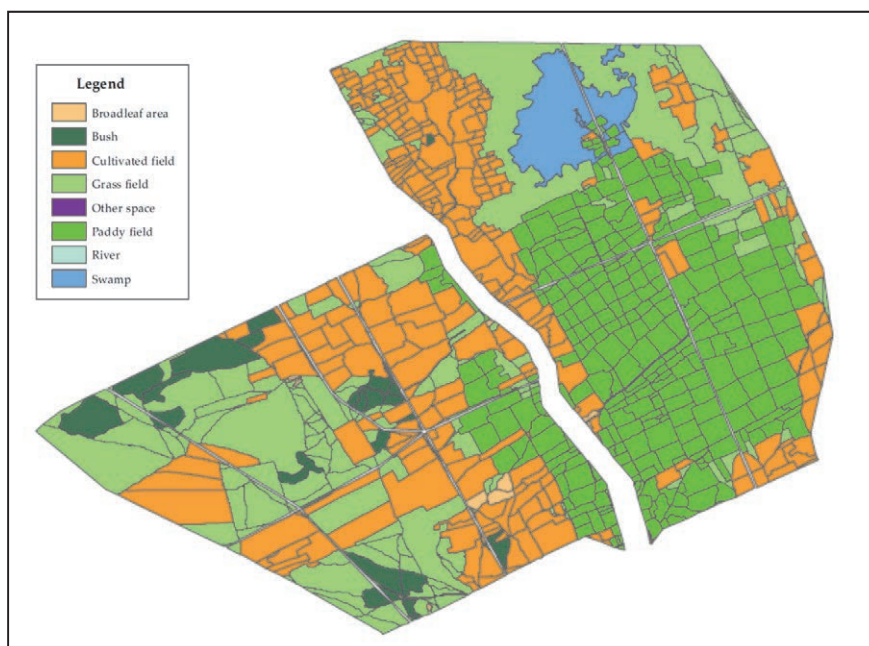 Legend
Broadleaf area
Bush
Cultivated field
Grass field
Other space
Paddy field
River
Swamp